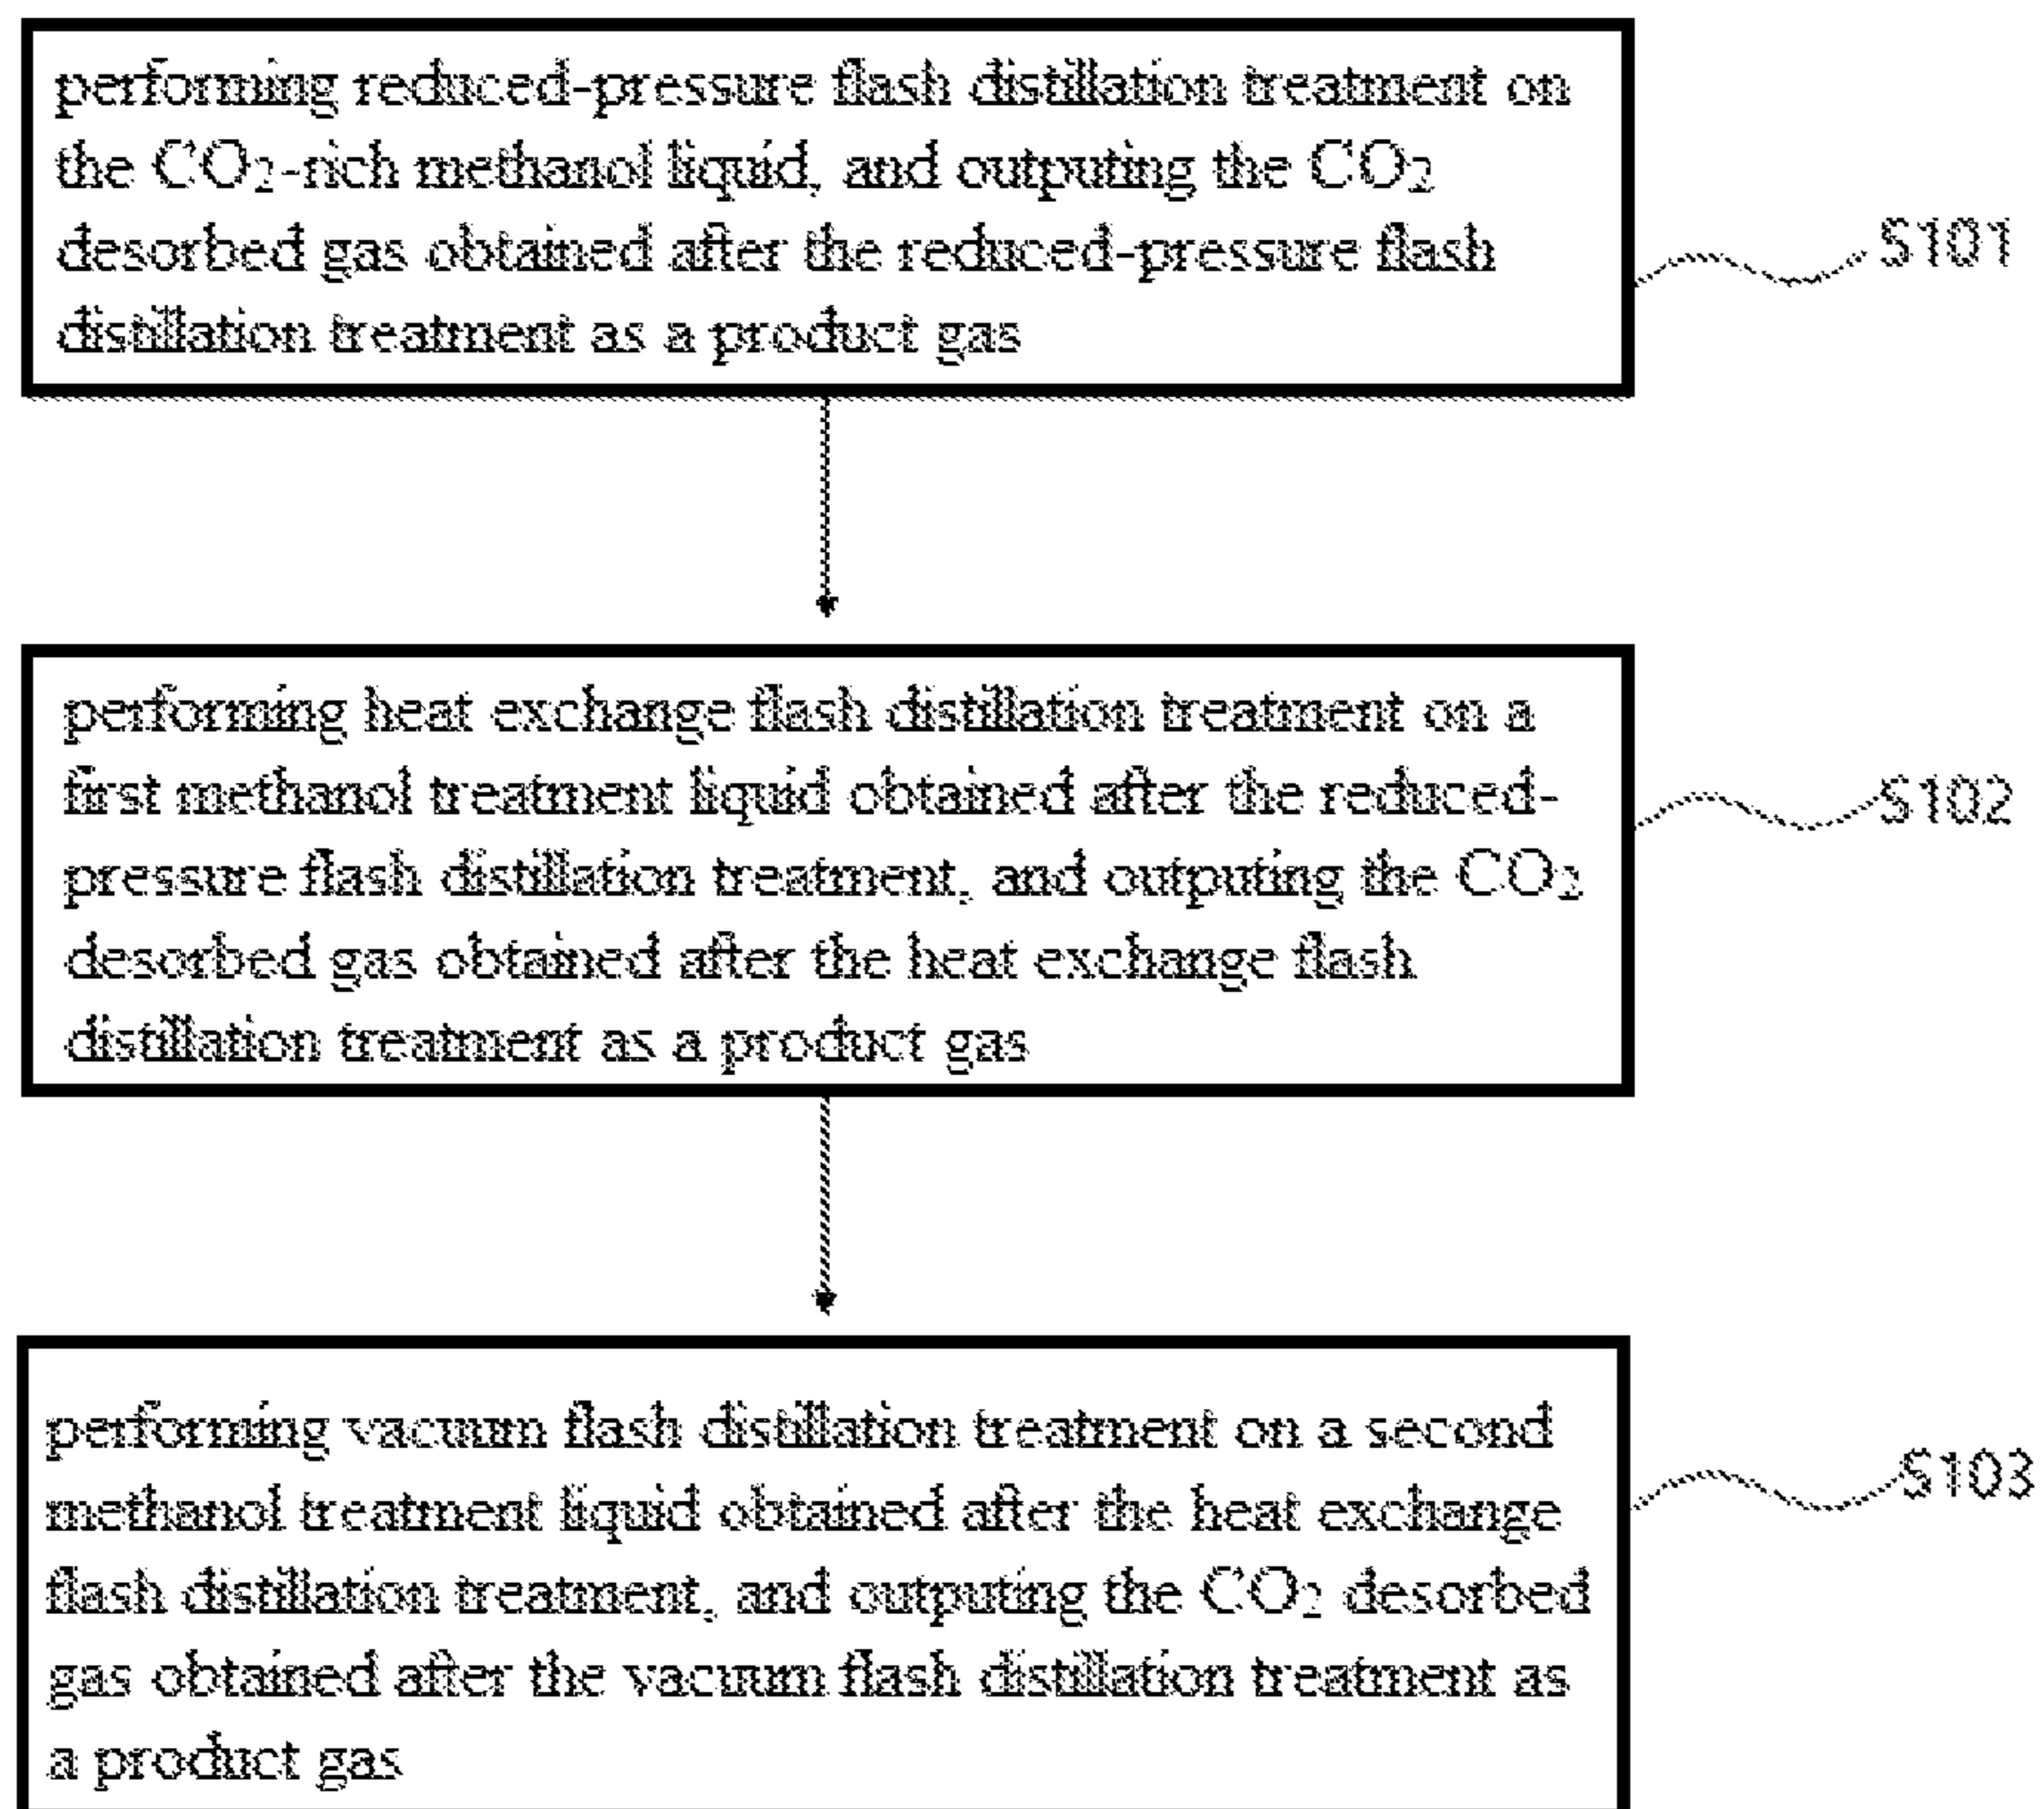 performing reduced-pressure flash distillation treatment on
the CO₂-rich methanol liquid, and outputing the CO₂
desorbed gas obtained after the reduced-pressure flash
distillation treatment as a product gas
S101
performing heat exchange flash distillation treatment on a
first methanol treatment liquid obtained after the reduced-
pressure flash distillation treatment, and outputing the CO₂
desorbed gas obtained after the heat exchange flash
distillation treatment as a product gas
S102
performing vacuum flash distillation treatment on a second
methanol treatment liquid obtained after the heat exchange
flash distillation treatment, and outputing the CO₂ desorbed
gas obtained after the vacuum flash distillation treatment as
a product gas
S103